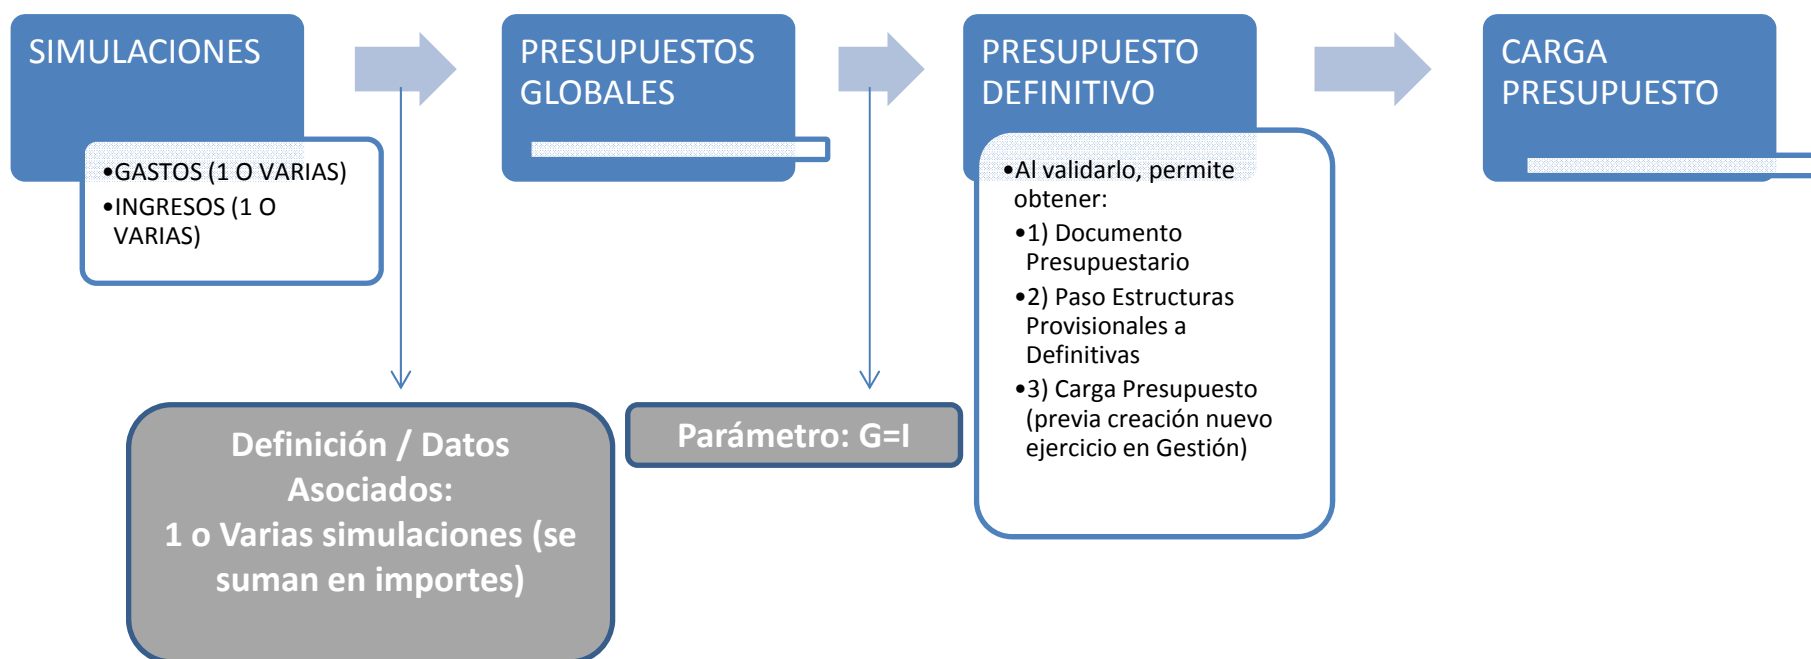 SIMULACIONES
•GASTOS (1 O VARIAS)
•INGRESOS (1 O
VARIAS)
PRESUPUESTOS
GLOBALES
PRESUPUESTO
DEFINITIVO
•Al validarlo, permite
obtener:
•1) Documento
Presupuestario
•2) Paso Estructuras
Provisionales a
Definitivas
•3) Carga Presupuesto
(previa creación nuevo
ejercicio en Gestión)
CARGA
PRESUPUESTO
Definición / Datos
Asociados:
1 o Varias simulaciones (se
suman en importes)
Parámetro: G=I